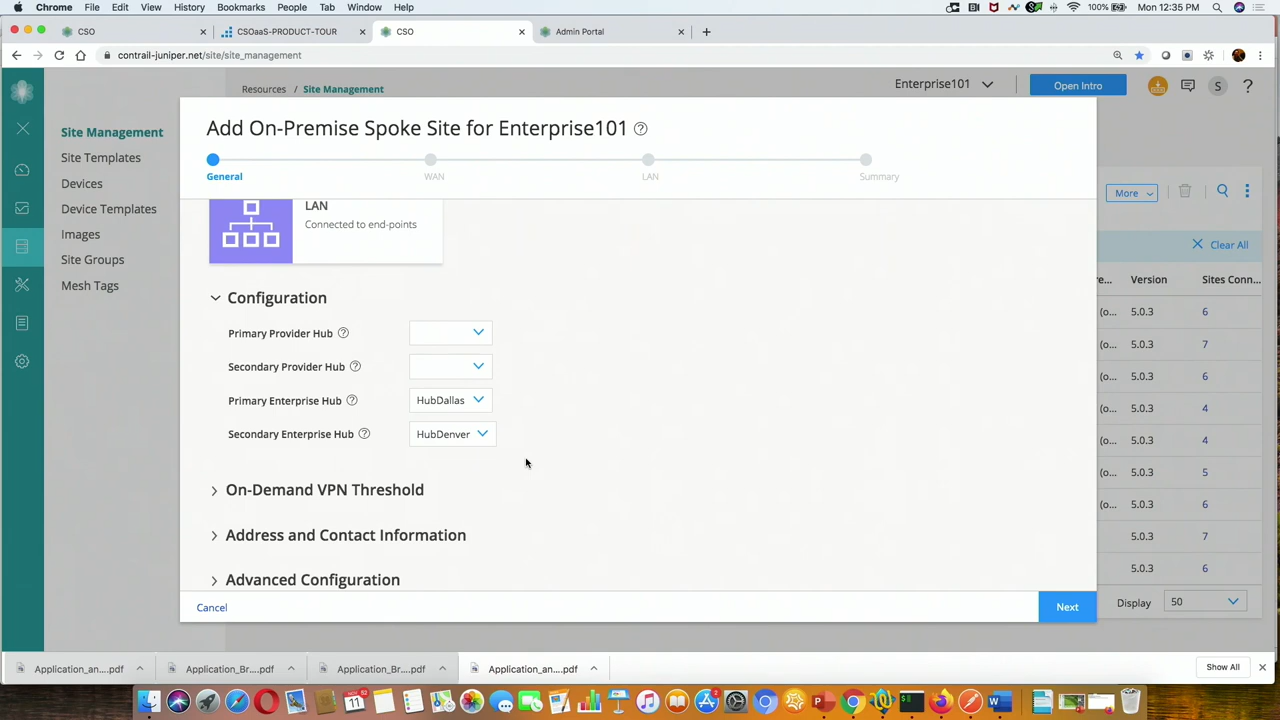 Chrome File Edit View History Bookmarks People Tab Window Help
100% Mon 12:35 PM
CSO
CSOaaS-PRODUCT-TOUR
CSO
Admin Portal
contrail-juniper.net/site/site_management
Resources / Site Management
Enterprise101
Open Intro
S
?
Site Management
Site Templates
Devices
Device Templates
Images
Site Groups
Mesh Tags
Add On-Premise Spoke Site for Enterprise101
General
WAN
LAN
Summary
LAN
Connected to end-points
Configuration
Primary Provider Hub
Secondary Provider Hub
Primary Enterprise Hub HubDallas
Secondary Enterprise Hub HubDenver
On-Demand VPN Threshold
Address and Contact Information
Advanced Configuration
Cancel
Next
More
Clear All
re... Version Sites Conn...
(o... 5.0.3 6
(o... 5.0.3 7
(o... 5.0.3 6
(o... 5.0.3 4
(o... 5.0.3 4
(o... 5.0.3 5
(o... 5.0.3 6
5.0.3 7
5.0.3 6
Display 50
Application_an....pdf
Application_Br....pdf
Application_Br....pdf
Application_an....pdf
Show All